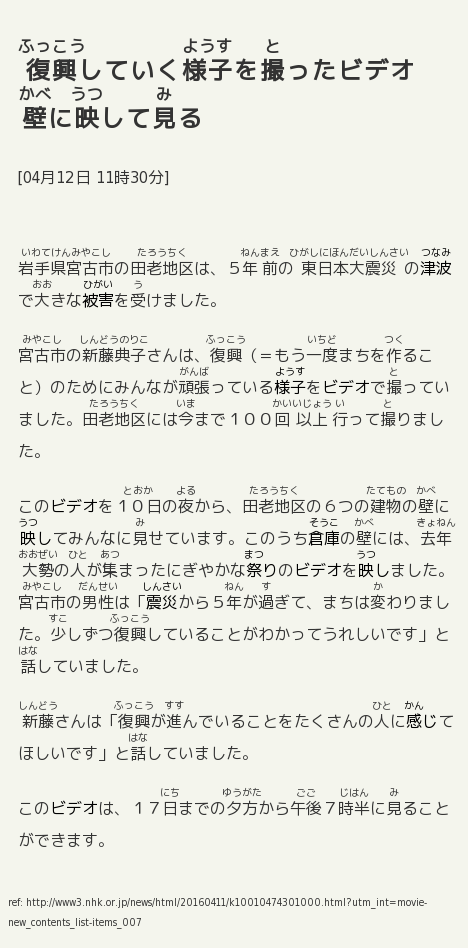 ふっこう ようす と
復興していく様子を撮ったビデオ
かべ うつ み
壁に映して見る
[04月12日 11時30分]
いわてけんみやこし たろうちく ねんまえ ひがしにほんだいしんさい つなみ
岩手県宮古市の田老地区は、５年前の東日本大震災の津波
おお ひがい う
で大きな被害を受けました。
みやこし しんどうのりこ ふっこう いちど つく
宮古市の新藤典子さんは、復興（＝もう一度まちを作るこ
がんば ようす と
と）のためにみんなが頑張っている様子をビデオで撮ってい
たろうちく いま かいいじょう い と
ました。田老地区には今まで１００回以上行って撮りまし
た。
とおか よる たろうちく たてもの かべ
このビデオを１０日の夜から、田老地区の６つの建物の壁に
うつ み そうこ かべ きょねん
映してみんなに見せています。このうち倉庫の壁には、去年
おおぜい ひと あつ まつ うつ
大勢の人が集まったにぎやかな祭りのビデオを映しました。
みやこし だんせい しんさい ねん す か
宮古市の男性は「震災から５年が過ぎて、まちは変わりまし
すこ ふっこう
た。少しずつ復興していることがわかってうれしいです」と
はな
話していました。
しんどう ふっこう すす ひと かん
新藤さんは「復興が進んでいることをたくさんの人に感じて
はな
ほしいです」と話していました。
にち ゆうがた ごご じはん み
このビデオは、１７日までの夕方から午後７時半に見ること
ができます。
ref: http://www3.nhk.or.jp/news/html/20160411/k10010474301000.html?utm_int=movie-
new_contents_list-items_007